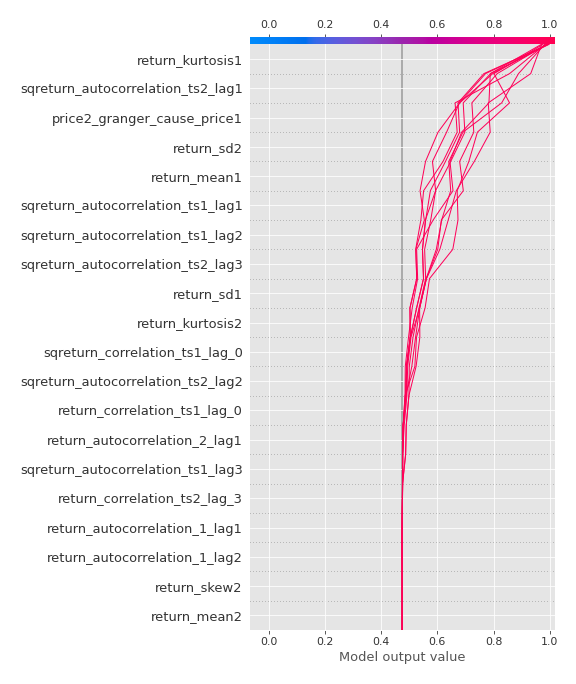 0.0 0.2 0.4 0.6 0.8 1.0
return_kurtosis1
sqreturn_autocorrelation_ts2_lag1
price2_granger_cause_price1
return_sd2
return_mean1
sqreturn_autocorrelation_ts1_lag1
sqreturn_autocorrelation_ts1_lag2
sqreturn_autocorrelation_ts2_lag3
return_sd1
return_kurtosis2
sqreturn_correlation_ts1_lag_0
sqreturn_autocorrelation_ts2_lag2
return_correlation_ts1_lag_0
return_autocorrelation_2_lag1
sqreturn_autocorrelation_ts1_lag3
return_correlation_ts2_lag_3
return_autocorrelation_1_lag1
return_autocorrelation_1_lag2
return_skew2
return_mean2
0.0 0.2 0.4 0.6 0.8 1.0
Model output value